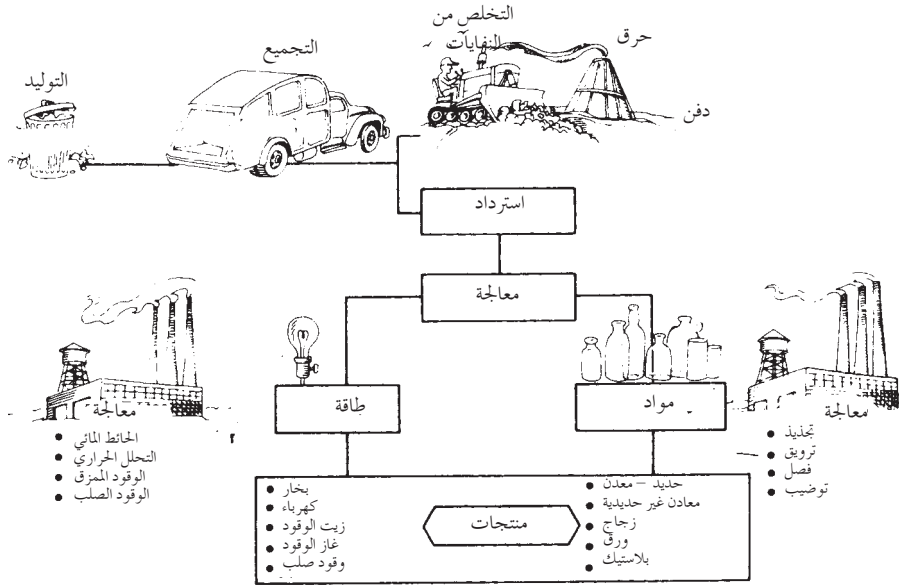 التخلص من
النفايات
حرق
دفن
التجميع
التوليد
استرداد
معالجة
طاقة
مواد
معالجة
• تجذيذ
• ترويق
• فصل
• توضيب
معالجة
• الحائط المائي
• التحلل الحراري
• الوقود الممزق
• الوقود الصلب
منتجات
• حديد – معدن
• معادن غير حديدية
• زجاج
• ورق
• بلاستيك
• بخار
• كهرباء
• زيت الوقود
• غاز الوقود
• وقود صلب